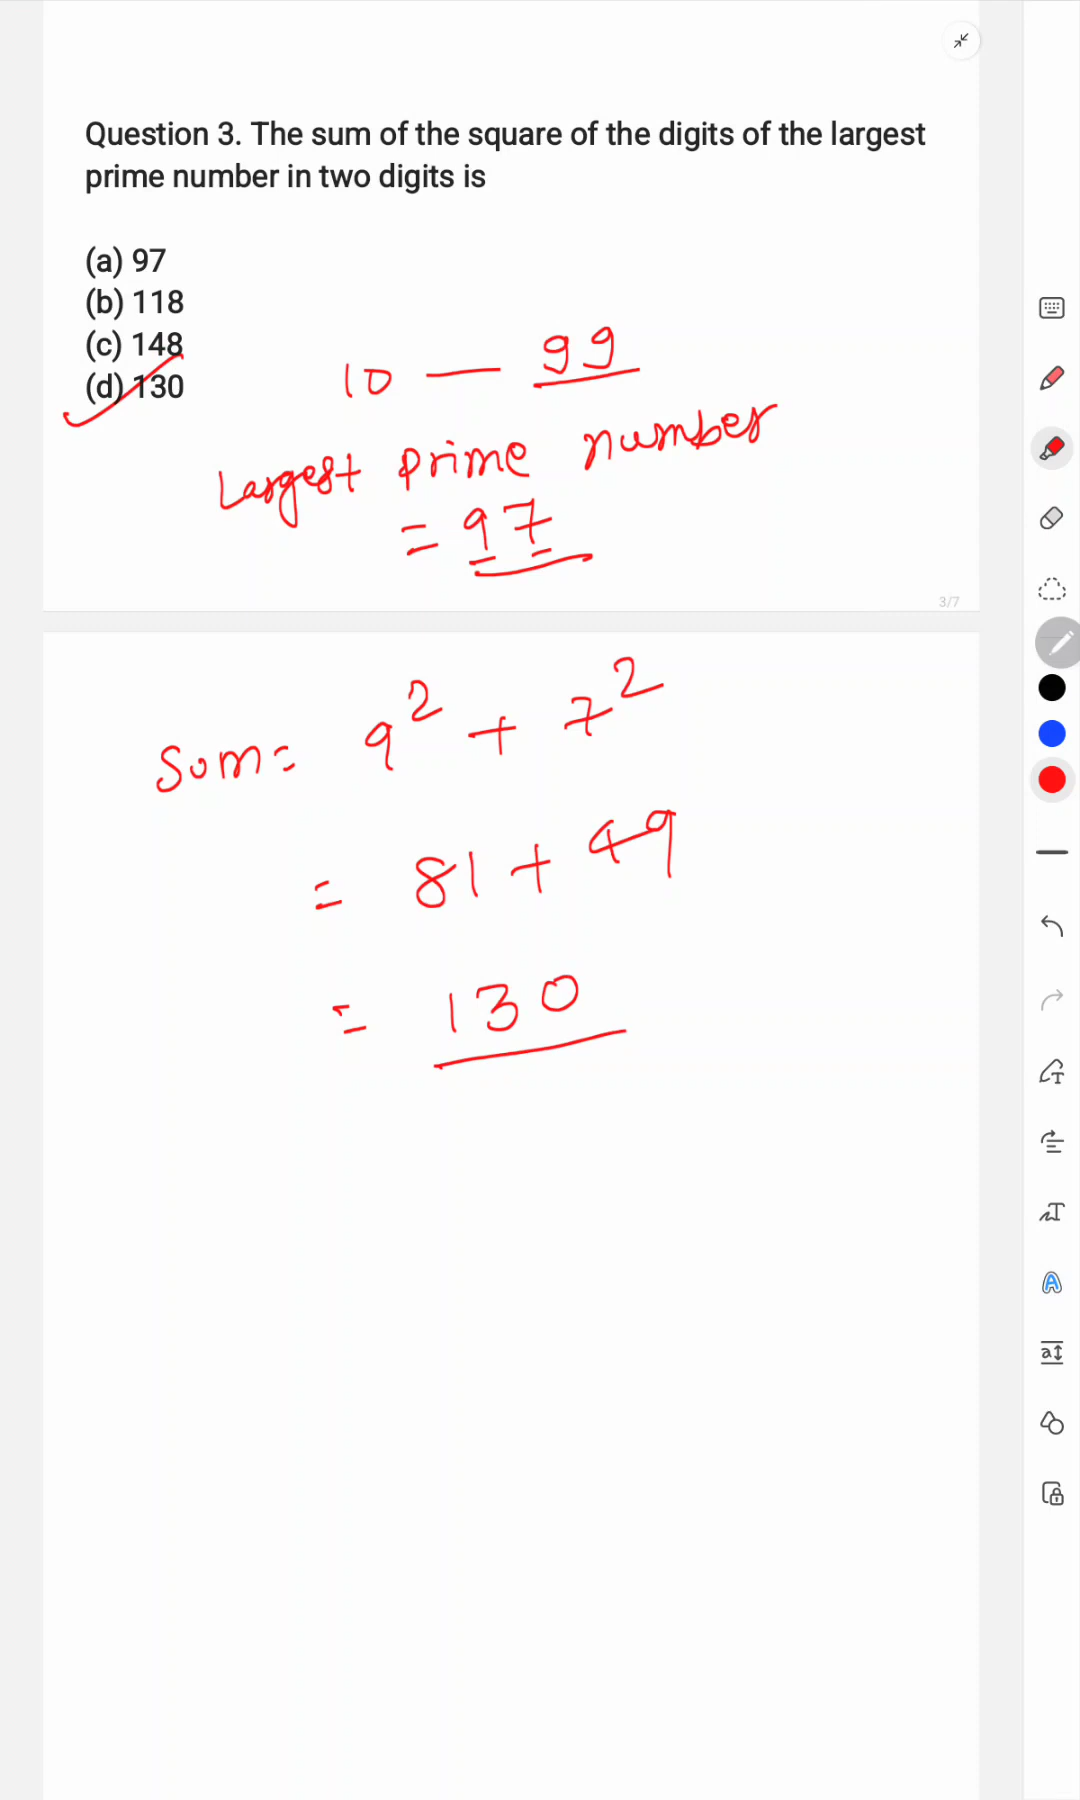 Question 3. The sum of the square of the digits of the largest
prime number in two digits is
(a) 97
(b) 118
(c) 148
(d) 130
10 — 99
Largest prime number
= 97
3/7
Sum= 9² + 7²
= 81 + 49
= 130